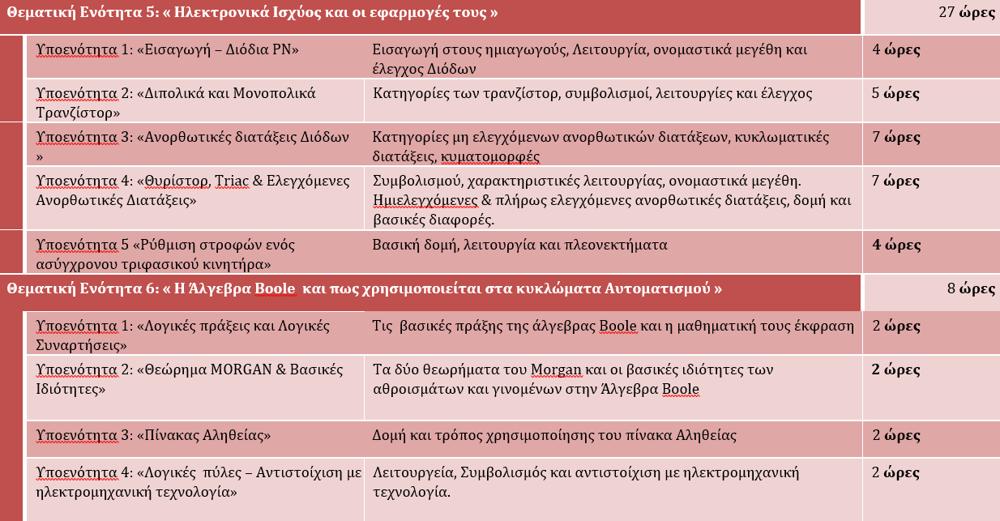 Θεματική Ενότητα 5: « Ηλεκτρονικά Ισχύος και οι εφαρμογές τους » 27 ώρες
Υποενότητα 1: «Εισαγωγή – Διόδια PN» Εισαγωγή στους ημιαγωγούς, Λειτουργία, ονομαστικά μεγέθη και 4 ώρες
έλεγχος Διόδων
Υποενότητα 2: «Διπολικά και Μονοπολικά Κατηγορίες των τρανζίστορ, συμβολισμοί, λειτουργίες και έλεγχος 5 ώρες
Τρανζίστορ»
Υποενότητα 3: «Ανορθωτικές διατάξεις Διόδων Κατηγορίες μη ελεγχόμενων ανορθωτικών διατάξεων, κυκλωματικές 7 ώρες
» διατάξεις, κυματομορφές
Υποενότητα 4: «Θυρίστορ, Triac & Ελεγχόμενες Συμβολισμού, χαρακτηριστικές λειτουργίας, ονομαστικά μεγέθη. 7 ώρες
Ανορθωτικές Διατάξεις» Ημιελεγχόμενες & πλήρως ελεγχόμενες ανορθωτικές διατάξεις, δομή και
βασικές διαφορές.
Υποενότητα 5 «Ρύθμιση στροφών ενός Βασική δομή, λειτουργία και πλεονεκτήματα 4 ώρες
ασύγχρονου τριφασικού κινητήρα»
Θεματική Ενότητα 6: « Η Άλγεβρα Boole και πως χρησιμοποιείται στα κυκλώματα Αυτοματισμού » 8 ώρες
Υποενότητα 1: «Λογικές πράξεις και Λογικές Τις βασικές πράξης της άλγεβρας Boole και η μαθηματική τους έκφραση 2 ώρες
Συναρτήσεις»
Υποενότητα 2: «Θεώρημα MORGAN & Βασικές Τα δύο θεωρήματα του Morgan και οι βασικές ιδιότητες των 2 ώρες
Ιδιότητες» αθροισμάτων και γινομένων στην Άλγεβρα Boole
Υποενότητα 3: «Πίνακας Αληθείας» Δομή και τρόπος χρησιμοποίησης του πίνακα Αληθείας 2 ώρες
Υποενότητα 4: «Λογικές πύλες – Αντιστοίχιση με Λειτουργεία, Συμβολισμός και αντιστοίχιση με ηλεκτρομηχανική 2 ώρες
ηλεκτρομηχανική τεχνολογία» τεχνολογία.